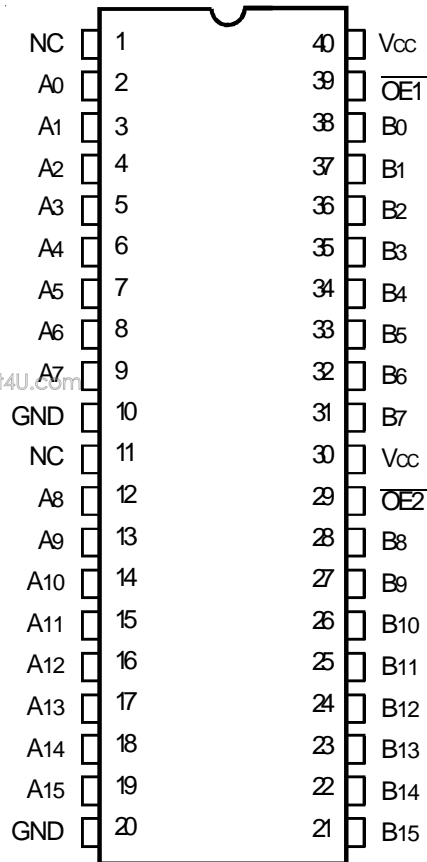 NC 1 40 Vcc
A0 2 39 OE1
A1 3 38 B0
A2 4 37 B1
A3 5 36 B2
A4 6 35 B3
A5 7 34 B4
A6 8 33 B5
A7 9 32 B6
t4U.com
GND 10 31 B7
NC 11 30 Vcc
A8 12 29 OE2
A9 13 28 B8
A10 14 27 B9
A11 15 26 B10
A12 16 25 B11
A13 17 24 B12
A14 18 23 B13
A15 19 22 B14
GND 20 21 B15